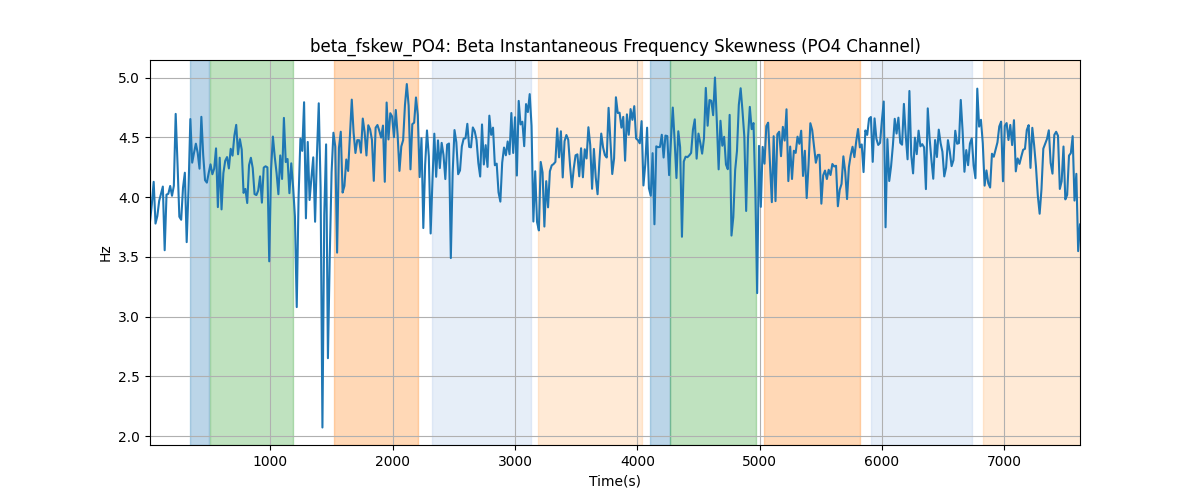 beta_fskew_PO4: Beta Instantaneous Frequency Skewness (PO4 Channel)
5.0
4.5
4.0
3.5
3.0
2.5
2.0
Hz
1000 2000 3000 4000 5000 6000 7000
Time(s)